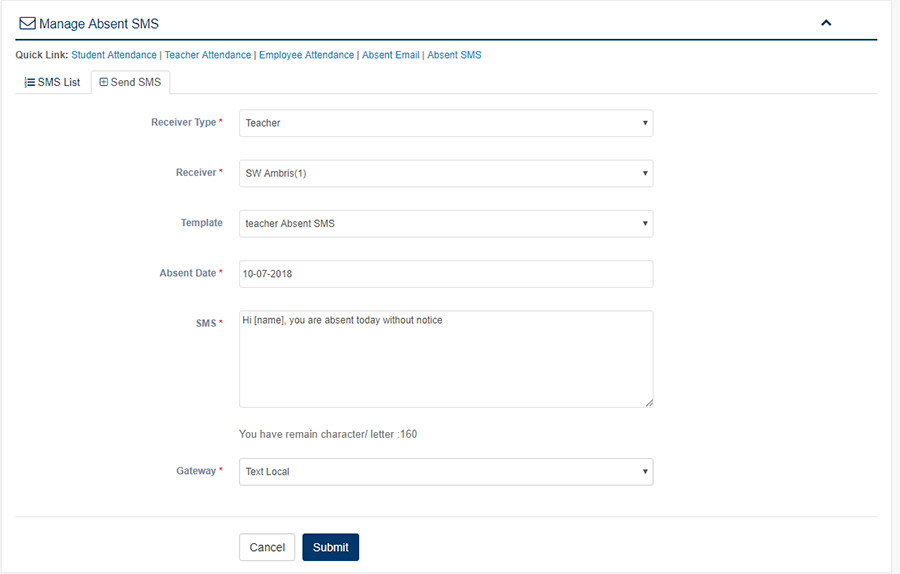 Manage Absent SMS
Quick Link: Student Attendance | Teacher Attendance | Employee Attendance | Absent Email | Absent SMS
SMS List Send SMS
Receiver Type * Teacher
Receiver * SW Ambris(1)
Template teacher Absent SMS
Absent Date * 10-07-2018
SMS * Hi [name], you are absent today without notice
You have remain character/ letter :160
Gateway * Text Local
Cancel Submit